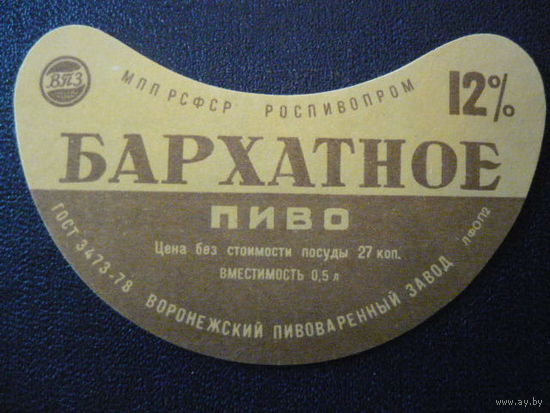 ВПЗ
МПП РСФСР РОСПИВОПРОМ
12%
БАРХАТНОЕ
ПИВО
Цена без стоимости посуды 27 коп.
ВМЕСТИМОСТЬ 0,5 л
ГОСТ 3473-78 ВОРОНЕЖСКИЙ ПИВОВАРЕННЫЙ ЗАВОД
ЛФОП2
© www.ay.by